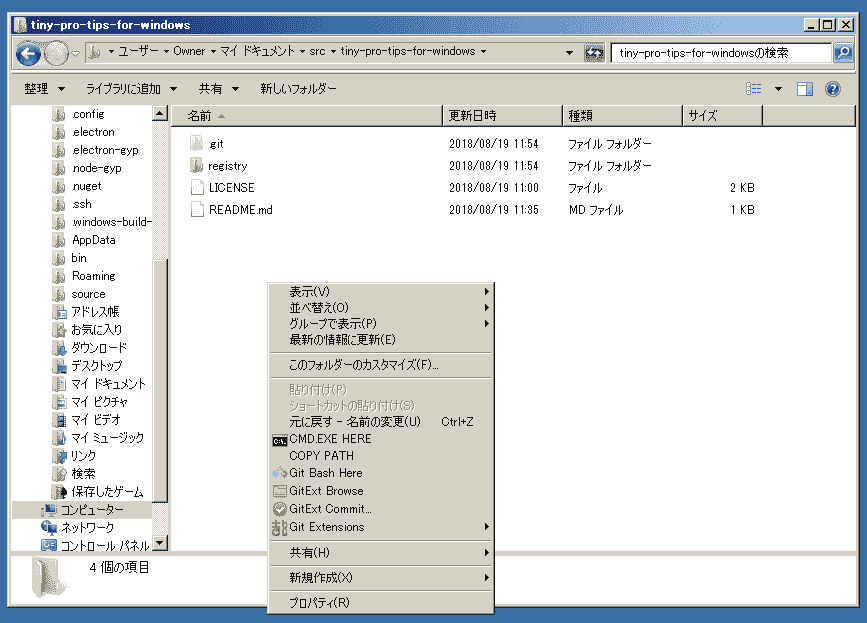 tiny-pro-tips-for-windows
ユーザー Owner マイ ドキュメント src tiny-pro-tips-for-windows
tiny-pro-tips-for-windowsの検索
整理 ライブラリに追加 共有 新しいフォルダー
名前 更新日時 種類 サイズ
git 2018/08/19 11:54 ファイル フォルダー
registry 2018/08/19 11:54 ファイル フォルダー
LICENSE 2018/08/19 11:00 ファイル 2 KB
README.md 2018/08/19 11:35 MD ファイル 1 KB
.config
.electron
.electron-gyp
.node-gyp
.nuget
.ssh
.windows-build-
AppData
bin
Roaming
source
アドレス帳
お気に入り
ダウンロード
デスクトップ
マイ ドキュメント
マイ ピクチャ
マイ ビデオ
マイ ミュージック
リンク
検索
保存したゲーム
コンピューター
ネットワーク
コントロール パネル
表示(V)
並べ替え(O)
グループで表示(P)
最新の情報に更新(E)
このフォルダーのカスタマイズ(F)...
貼り付け(P)
ショートカットの貼り付け(S)
元に戻す - 名前の変更(U) Ctrl+Z
CMD.EXE HERE
COPY PATH
Git Bash Here
GitExt Browse
GitExt Commit...
Git Extensions
共有(H)
新規作成(X)
プロパティ(R)
4 個の項目